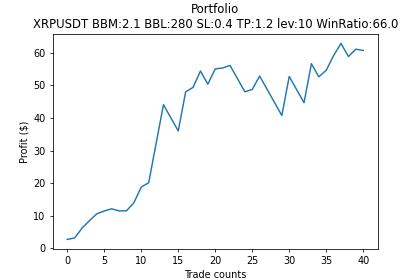 Portfolio
XRPUSDT BBM:2.1 BBL:280 SL:0.4 TP:1.2 lev:10 WinRatio:66.0
Profit ($)
60
50
40
30
20
10
0
0 5 10 15 20 25 30 35 40
Trade counts